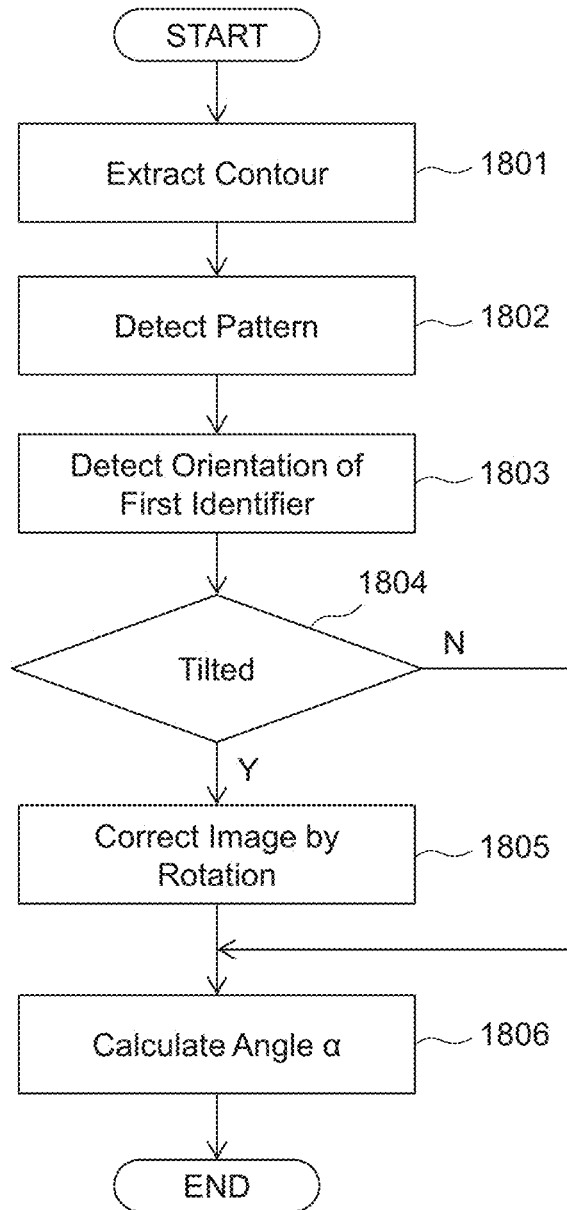 START
Extract Contour
1801
Detect Pattern
1802
Detect Orientation of
First Identifier
1803
1804
Tilted
N
Y
Correct Image by
Rotation
1805
Calculate Angle α
1806
END